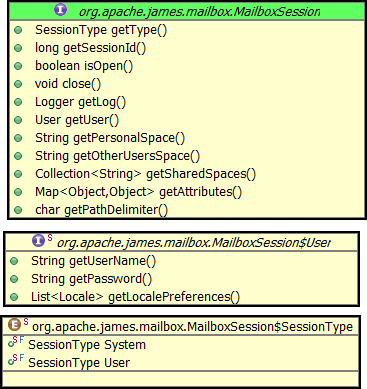 I org.apache.james.mailbox.MailboxSession
SessionType getType()
long getSessionId()
boolean isOpen()
void close()
Logger getLog()
User getUser()
String getPersonalSpace()
String getOtherUsersSpace()
Collection<String> getSharedSpaces()
Map<Object,Object> getAttributes()
char getPathDelimiter()
I S org.apache.james.mailbox.MailboxSession$User
String getUserName()
String getPassword()
List<Locale> getLocalePreferences()
E S org.apache.james.mailbox.MailboxSession$SessionType
S F SessionType System
S F SessionType User